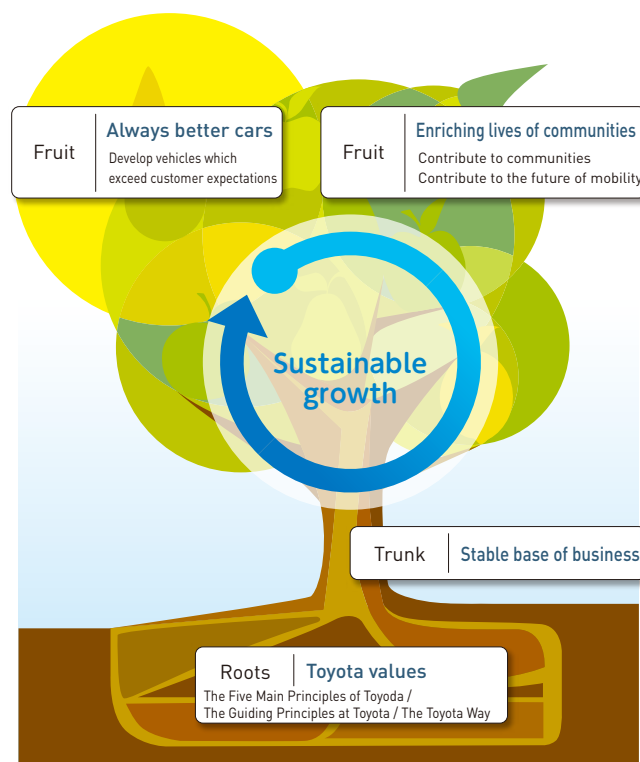 Fruit
Always better cars
Develop vehicles which
exceed customer expectations
Fruit
Enriching lives of communities
Contribute to communities
Contribute to the future of mobility
Sustainable
growth
Trunk
Stable base of business
Roots
Toyota values
The Five Main Principles of Toyoda /
The Guiding Principles at Toyota / The Toyota Way